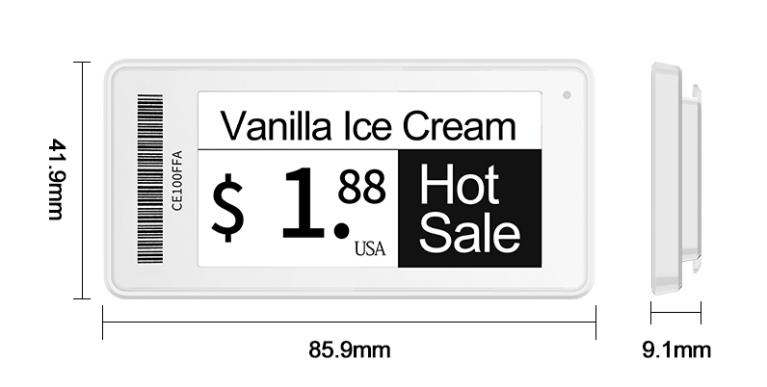 41.9mm
CE100FFA
Vanilla Ice Cream
$ 1.88
USA
Hot
Sale
85.9mm
9.1mm